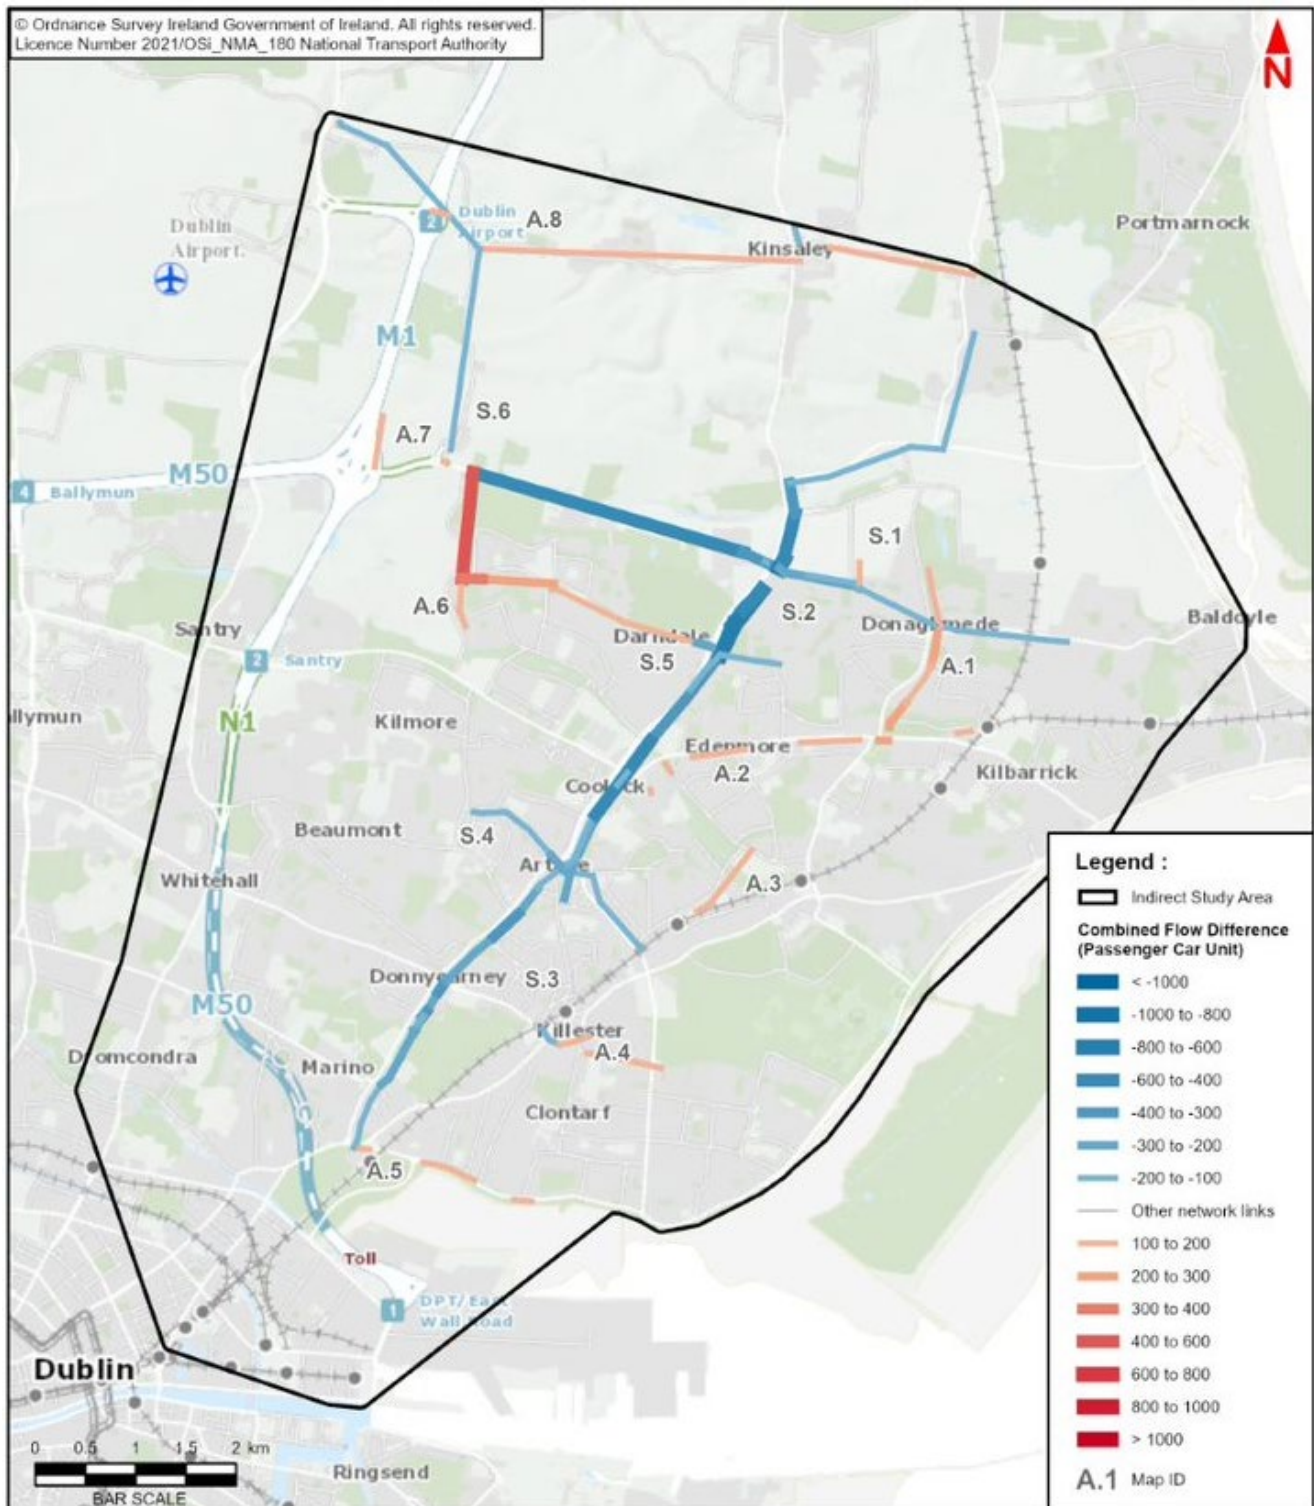 © Ordnance Survey Ireland Government of Ireland. All rights reserved.
Licence Number 2021/OSi_NMA_180 National Transport Authority
N
Portmarnock
Dublin
Airport.
2
Dublin
Airport
A.8
Kinsaley
M1
S.6
A.7
M50
4
Ballymun
S.1
A.6
S.2
Santry
Darndale
Donaghmede
Baldoyle
S.5
A.1
2
Santry
N1
Kilmore
Edenmore
A.2
Kilbarrick
Coolock
Beaumont
S.4
Artane
Whitehall
A.3
Donnycarney
S.3
M50
Killester
A.4
Dromcondra
Marino
Clontarf
A.5
Toll
1
DPT/East
Wall Road
Dublin
Ringsend
0 0.5 1 1.5 2 km
BAR SCALE
Legend :
Indirect Study Area
Combined Flow Difference
(Passenger Car Unit)
< -1000
-1000 to -800
-800 to -600
-600 to -400
-400 to -300
-300 to -200
-200 to -100
Other network links
100 to 200
200 to 300
300 to 400
400 to 600
600 to 800
800 to 1000
> 1000
A.1 Map ID